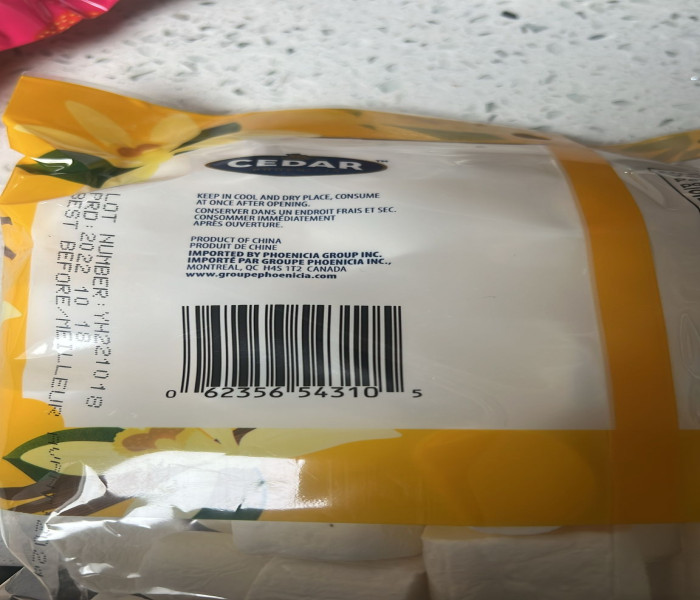 CEDAR
KEEP IN COOL AND DRY PLACE, CONSUME
AT ONCE AFTER OPENING.
CONSERVER DANS UN ENDROIT FRAIS ET SEC.
CONSOMMER IMMÉDIATEMENT
APRÈS OUVERTURE.
PRODUCT OF CHINA
PRODUIT DE CHINE
IMPORTED BY PHOENICIA GROUP INC.
IMPORTÉ PAR GROUPE PHOENICIA INC.,
MONTREAL, QC H4S 1T2 CANADA
www.groupephoenicia.com
0 62356 54310 5
LOT NUMBER: YH221018
PRD: 2022 10 18
BEST BEFORE/MEILLEUR